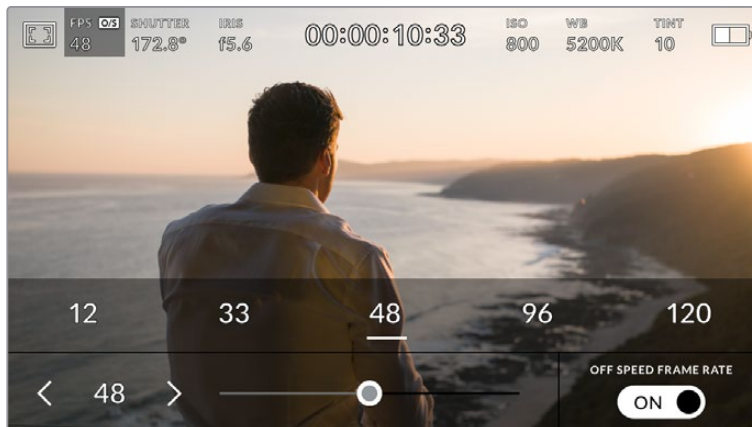 FPS O/S SHUTTER IRIS 00:00:10:33 ISO WB TINT
48 172.8° f5.6 800 5200K 10
12 33 48 96 120
OFF SPEED FRAME RATE
48 ON